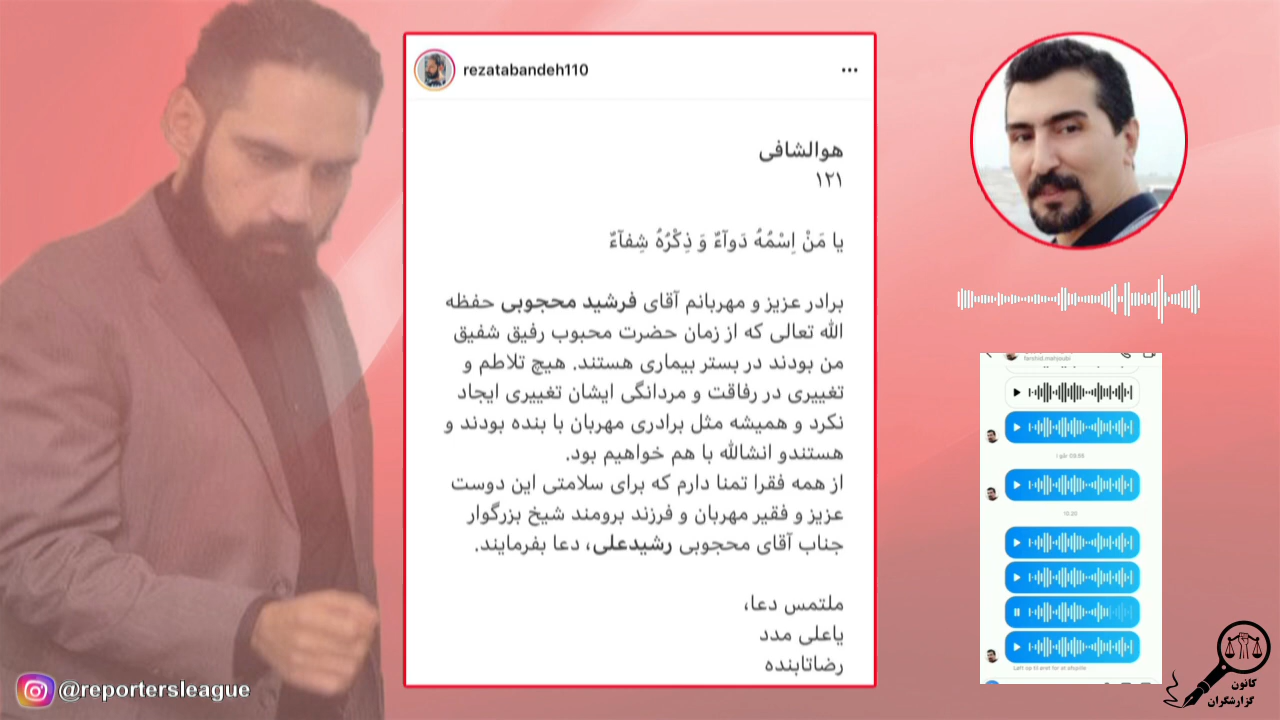 rezatabandeh110
هوالشافی
۱۲۱
یا مَنْ اِسْمُهُ دَوآءٌ وَ ذِکْرُهُ شِفآءٌ
برادر عزیز و مهربانم آقای فرشید محجوبی حفظه
الله تعالی که از زمان حضرت محبوب رفیق شفیق
من بودند در بستر بیماری هستند. هیچ تلاطم و
تغییری در رفاقت و مردانگی ایشان تغییری ایجاد
نکرد و همیشه مثل برادری مهربان با بنده بودند و
هستندو انشالله با هم خواهیم بود.
از همه فقرا تمنا دارم که برای سلامتی این دوست
عزیز و فقیر مهربان و فرزند برومند شیخ بزرگوار
جناب آقای محجوبی رشیدعلی، دعا بفرمایند.
ملتمس دعا،
یاعلی مدد
رضاتابنده
farshid.mahjoubi
10:20
@reportersleague
کانون
گزارشگران